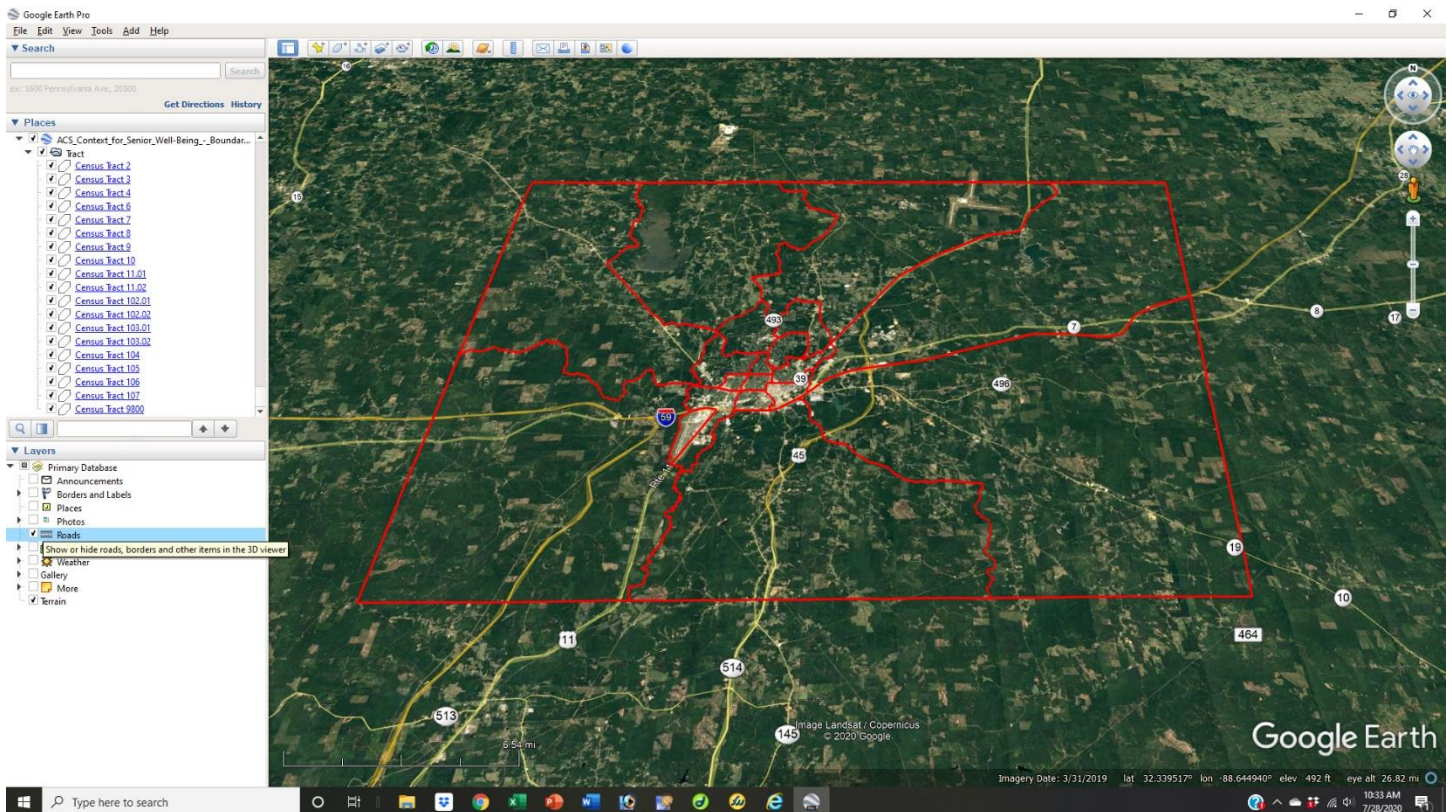 Google Earth Pro
File Edit View Tools Add Help
▼ Search
Search
ex: 1600 Pennsylvania Ave, 20500
Get Directions History
▼ Places
ACS_Context_for_Senior_Well-Being_-_Boundar...
Tract
Census Tract 2
Census Tract 3
Census Tract 4
Census Tract 6
Census Tract 7
Census Tract 8
Census Tract 9
Census Tract 10
Census Tract 11.01
Census Tract 11.02
Census Tract 102.01
Census Tract 102.02
Census Tract 103.01
Census Tract 103.02
Census Tract 104
Census Tract 105
Census Tract 106
Census Tract 107
Census Tract 9800
▼ Layers
Primary Database
Announcements
Borders and Labels
Places
Photos
Roads
Show or hide roads, borders and other items in the 3D viewer
Weather
Gallery
More
Terrain
16
15
N
28
493
7
8
17
39
496
59
45
Rte 11
19
10
11
464
514
513
145
6.54 mi
Image Landsat / Copernicus
© 2020 Google
Google Earth
Imagery Date: 3/31/2019 lat 32.339517° lon -88.644940° elev 492 ft eye alt 26.82 mi
Type here to search
10:33 AM
7/28/2020